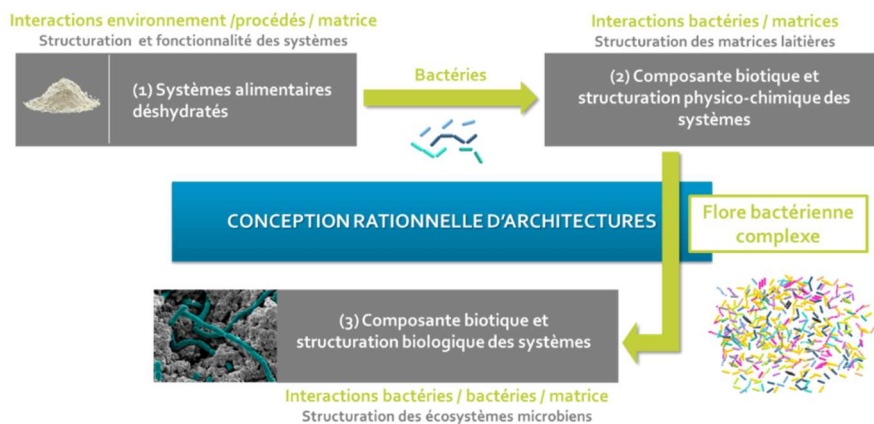 Interactions environnement /procédés / matrice
Structuration et fonctionnalité des systèmes
(1) Systèmes alimentaires
déshydratés
Bactéries
Interactions bactéries / matrices
Structuration des matrices laitières
(2) Composante biotique et
structuration physico-chimique des
systèmes
CONCEPTION RATIONNELLE D'ARCHITECTURES
Flore bactérienne
complexe
(3) Composante biotique et
structuration biologique des systèmes
Interactions bactéries / bactéries / matrice
Structuration des écosystèmes microbiens